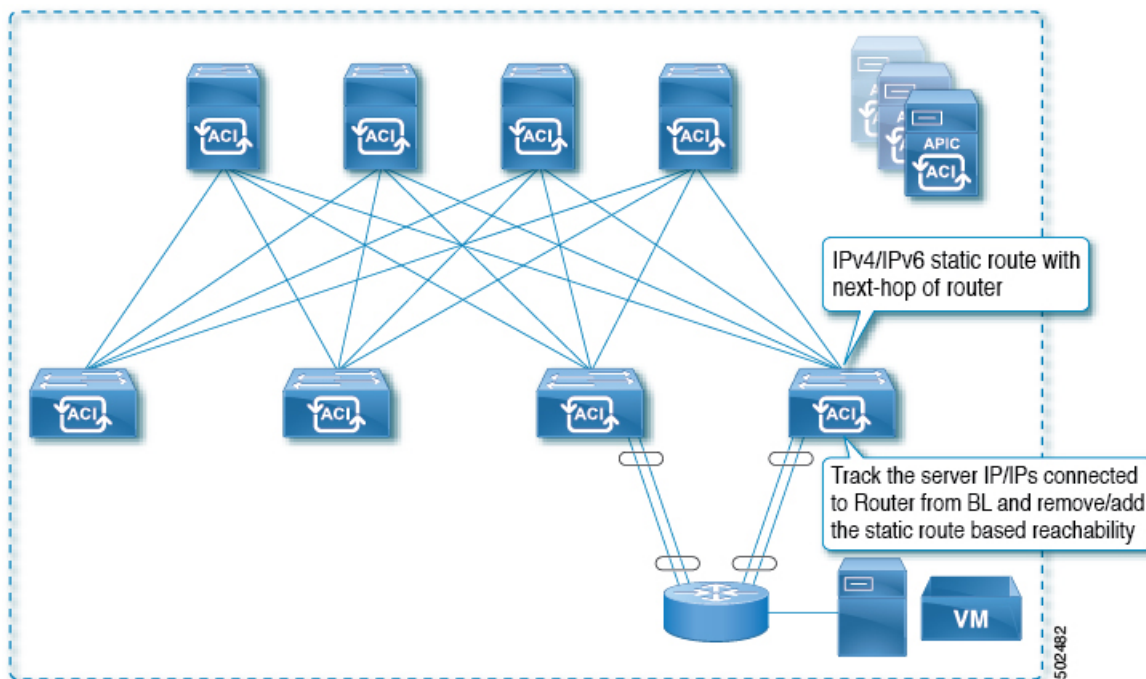 ACI
ACI
ACI
ACI
APIC
ACI
IPv4/IPv6 static route with
next-hop of router
ACI
ACI
ACI
ACI
Track the server IP/IPs connected
to Router from BL and remove/add
the static route based reachability
VM
502482